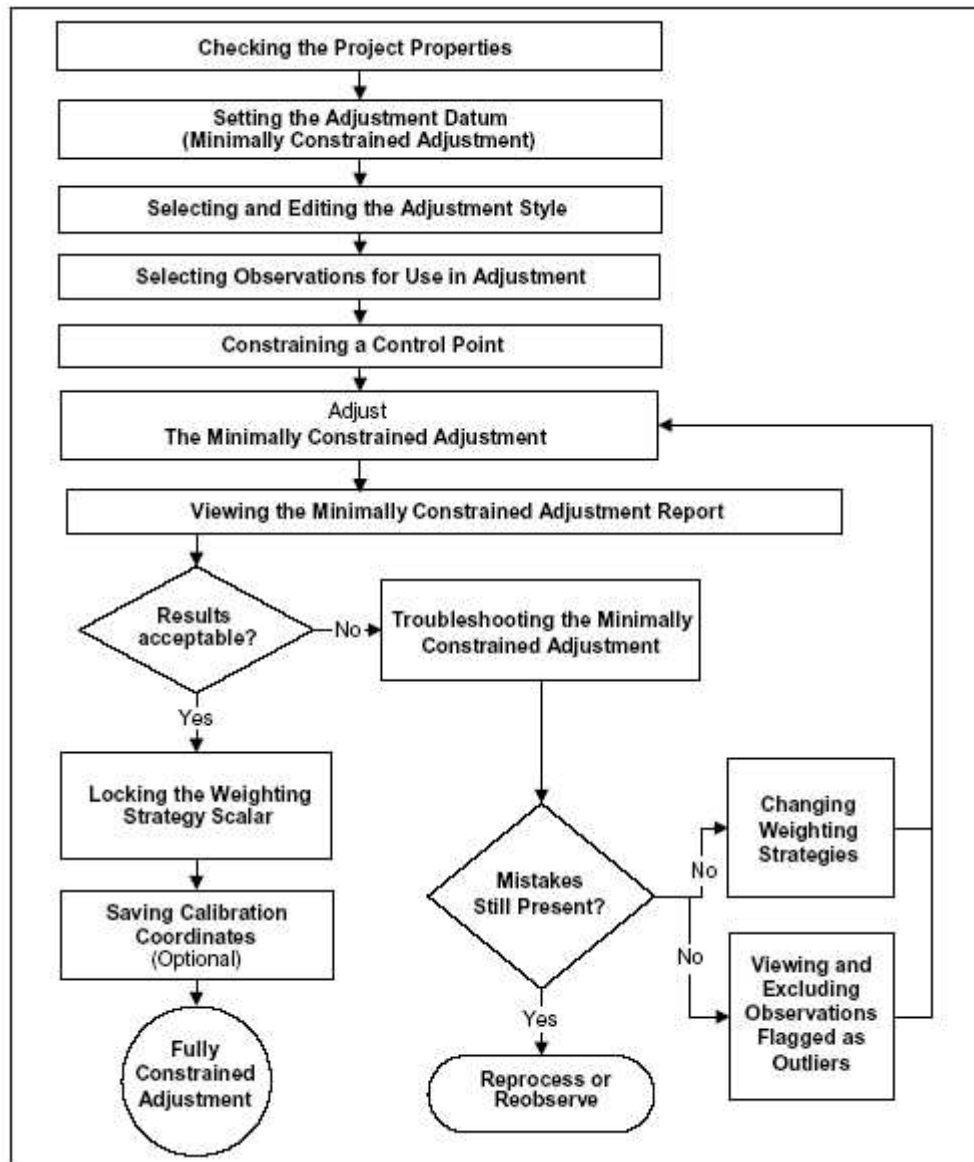 Checking the Project Properties
Setting the Adjustment Datum
(Minimally Constrained Adjustment)
Selecting and Editing the Adjustment Style
Selecting Observations for Use in Adjustment
Constraining a Control Point
Adjust
The Minimally Constrained Adjustment
Viewing the Minimally Constrained Adjustment Report
Results
acceptable?
No
Troubleshooting the Minimally
Constrained Adjustment
Yes
Locking the Weighting
Strategy Scalar
Saving Calibration
Coordinates
(Optional)
Fully
Constrained
Adjustment
Mistakes
Still Present?
No
Changing
Weighting
Strategies
No
Viewing and
Excluding
Observations
Flagged as
Outliers
Yes
Reprocess or
Reobserve